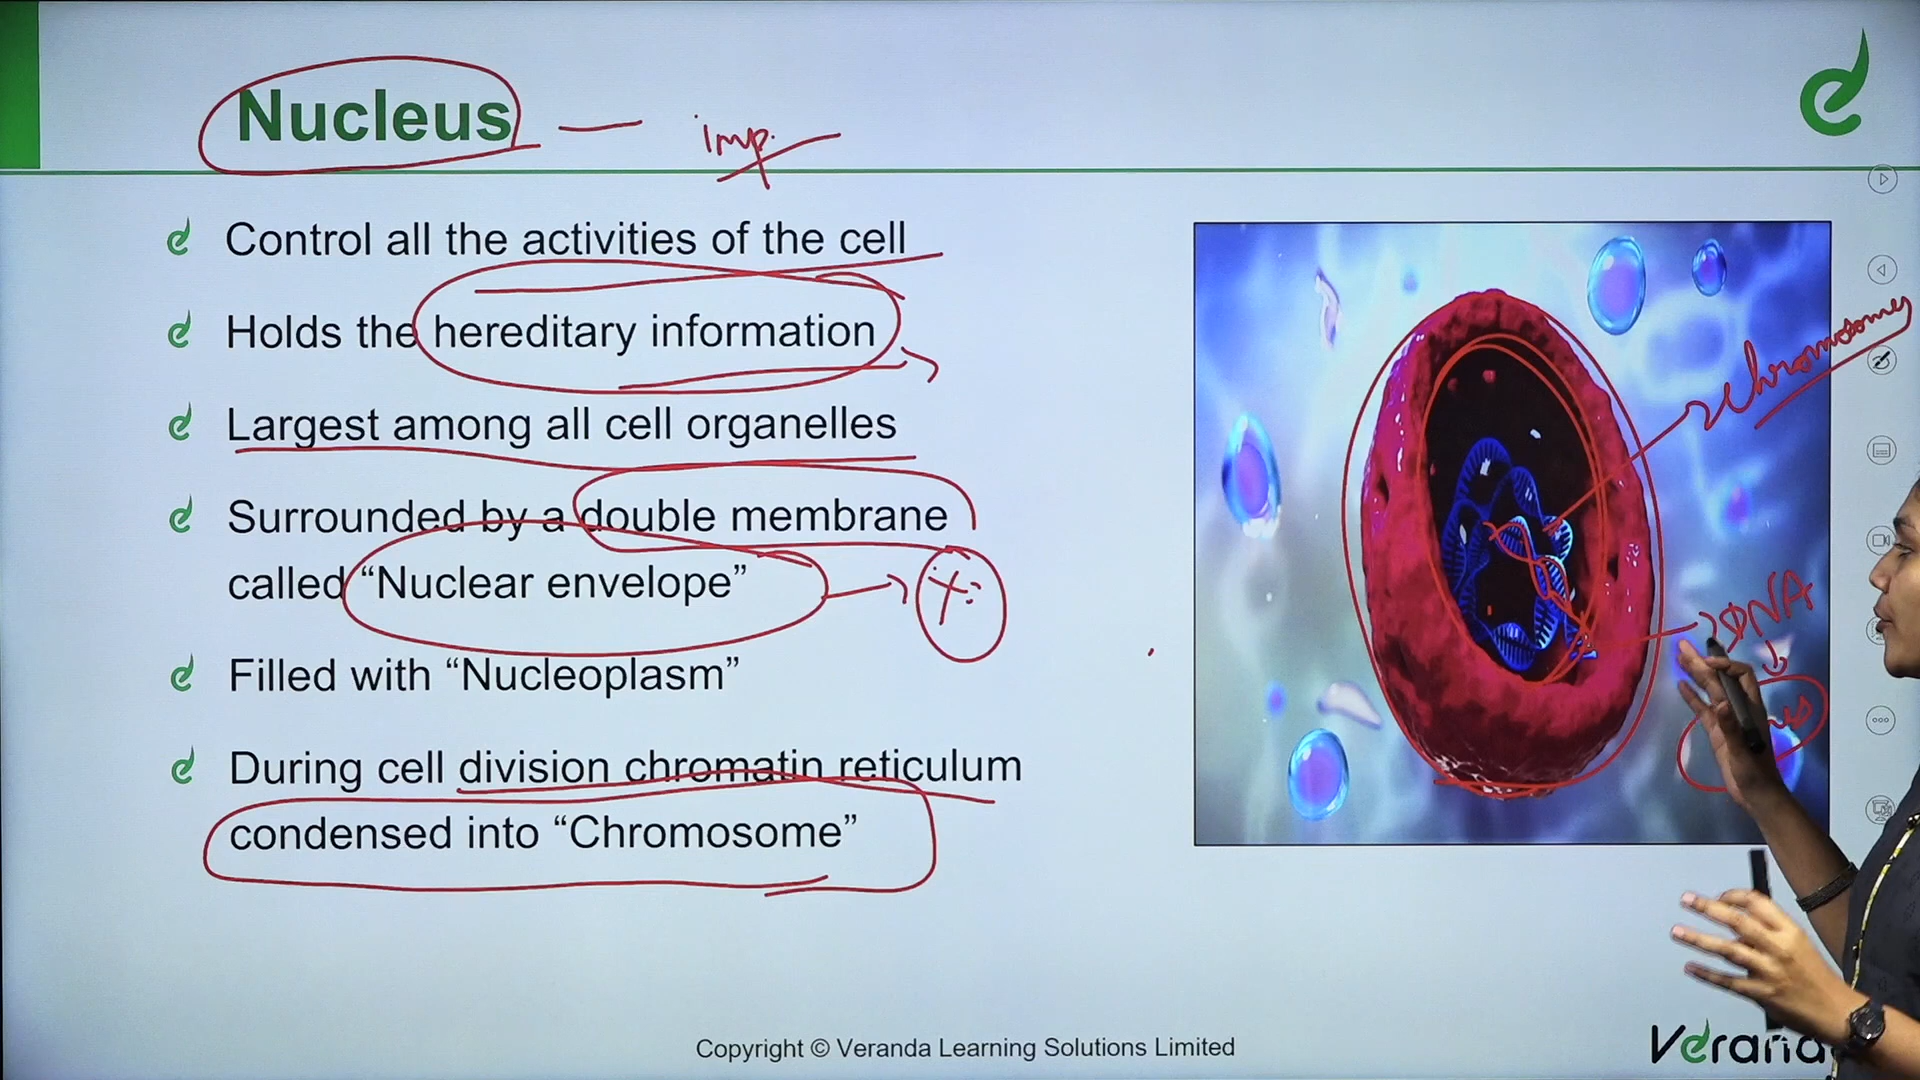 Nucleus
imp.
Control all the activities of the cell
Holds the hereditary information
Largest among all cell organelles
Surrounded by a double membrane
called “Nuclear envelope”
Filled with “Nucleoplasm”
During cell division chromatin reticulum
condensed into “Chromosome”
chromosomes
DNA
Copyright © Veranda Learning Solutions Limited
Veranda